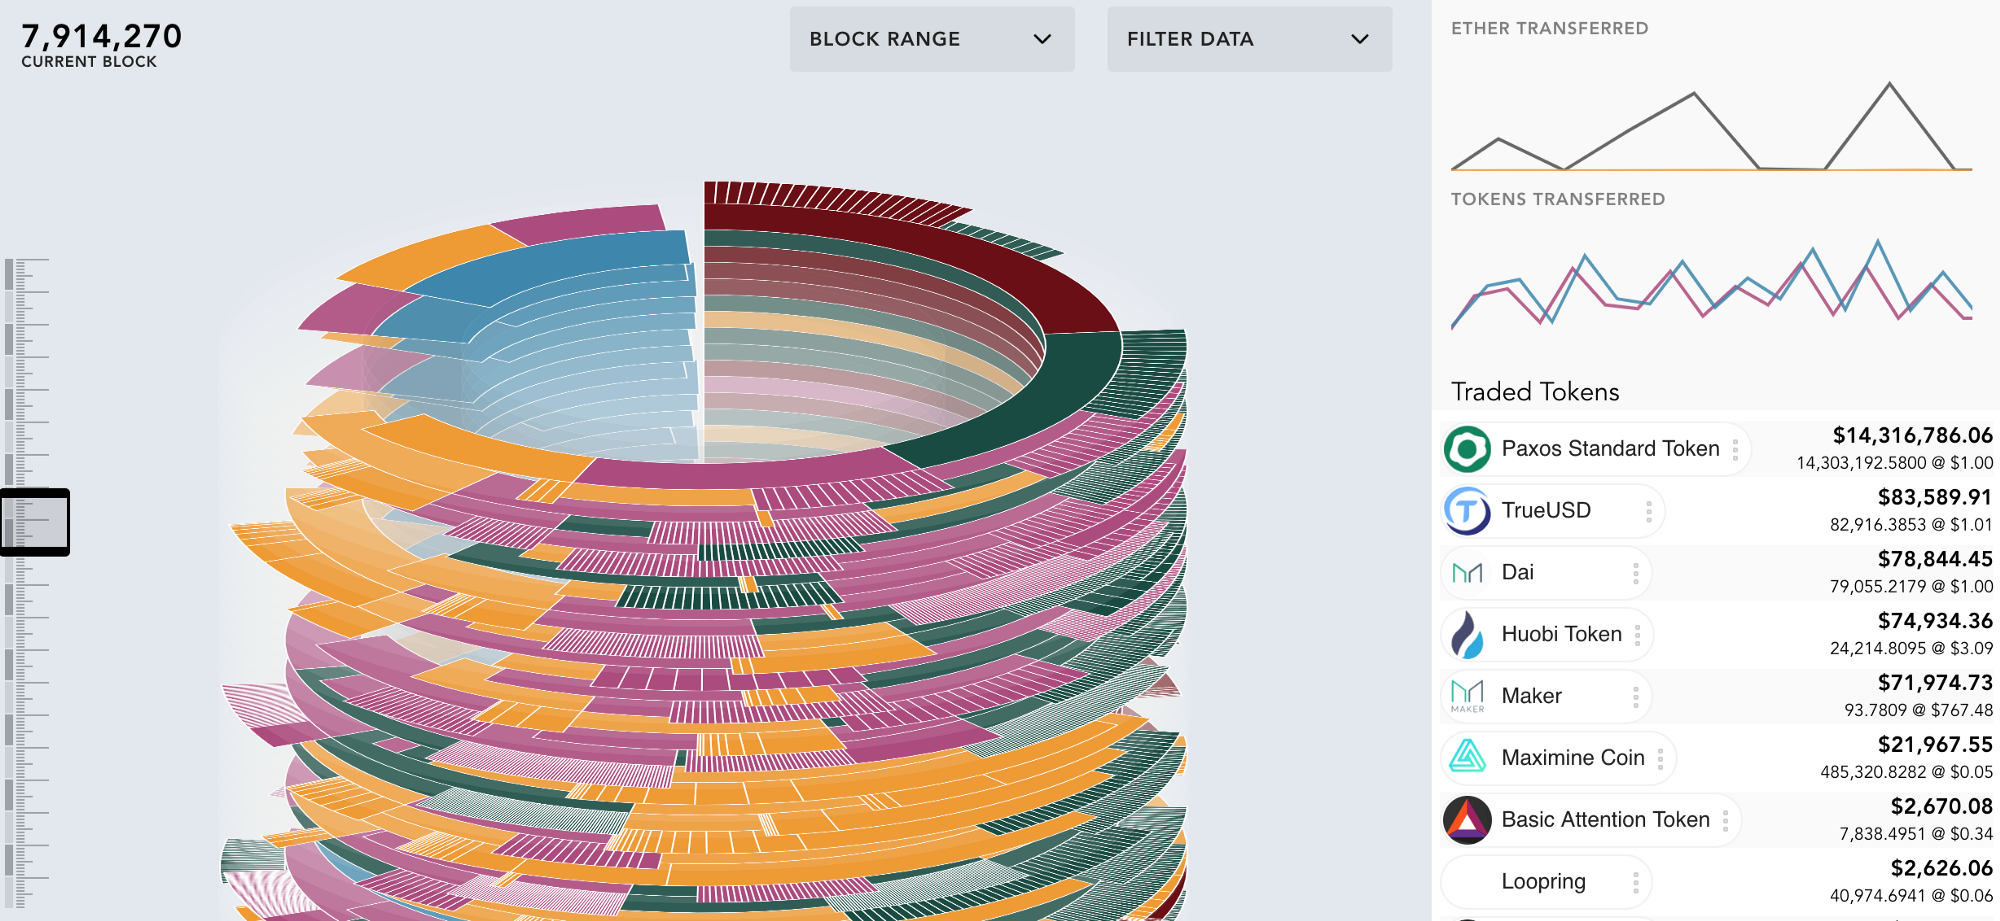 7,914,270
CURRENT BLOCK
BLOCK RANGE
FILTER DATA
ETHER TRANSFERRED
TOKENS TRANSFERRED
Traded Tokens
Paxos Standard Token
$14,316,786.06
14,303,192.5800 @ $1.00
TrueUSD
$83,589.91
82,916.3853 @ $1.01
Dai
$78,844.45
79,055.2179 @ $1.00
Huobi Token
$74,934.36
24,214.8095 @ $3.09
MAKER
Maker
$71,974.73
93.7809 @ $767.48
Maximine Coin
$21,967.55
485,320.8282 @ $0.05
Basic Attention Token
$2,670.08
7,838.4951 @ $0.34
Loopring
$2,626.06
40,974.6941 @ $0.06